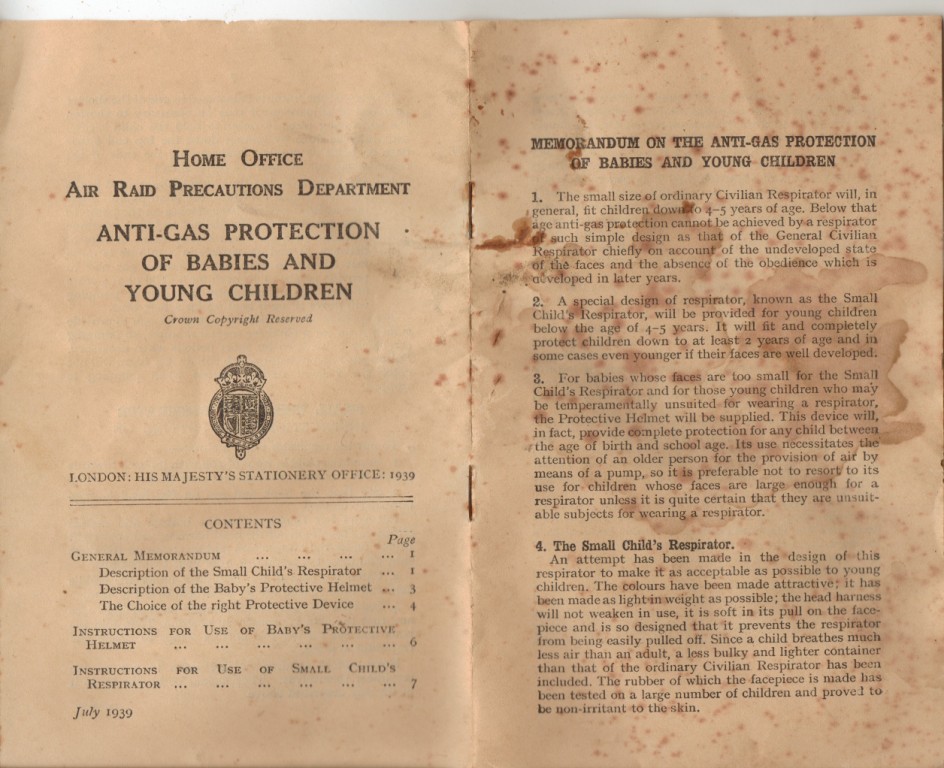 HOME OFFICE
AIR RAID PRECAUTIONS DEPARTMENT
ANTI-GAS PROTECTION
OF BABIES AND
YOUNG CHILDREN
Crown Copyright Reserved
LONDON: HIS MAJESTY'S STATIONERY OFFICE: 1939
CONTENTS
Page
GENERAL MEMORANDUM ... ... ... ... 1
Description of the Small Child's Respirator ... 1
Description of the Baby's Protective Helmet ... 3
The Choice of the right Protective Device ... 4
INSTRUCTIONS FOR USE OF BABY'S PROTECTIVE
HELMET ... ... ... ... ... ... 6
INSTRUCTIONS FOR USE OF SMALL CHILD'S
RESPIRATOR ... ... ... ... ... ... 7
July 1939
MEMORANDUM ON THE ANTI-GAS PROTECTION
OF BABIES AND YOUNG CHILDREN
1. The small size of ordinary Civilian Respirator will, in
general, fit children down to 4-5 years of age. Below that
age anti-gas protection cannot be achieved by a respirator
of such simple design as that of the General Civilian
Respirator chiefly on account of the undeveloped state
of the faces and the absence of the obedience which is
developed in later years.
2. A special design of respirator, known as the Small
Child's Respirator, will be provided for young children
below the age of 4-5 years. It will fit and completely
protect children down to at least 2 years of age and in
some cases even younger if their faces are well developed.
3. For babies whose faces are too small for the Small
Child's Respirator and for those young children who may
be temperamentally unsuited for wearing a respirator,
the Protective Helmet will be supplied. This device will,
in fact, provide complete protection for any child between
the age of birth and school age. Its use necessitates the
attention of an older person for the provision of air by
means of a pump, so it is preferable not to resort to its
use for children whose faces are large enough for a
respirator unless it is quite certain that they are unsuit-
able subjects for wearing a respirator.
4. The Small Child's Respirator.
An attempt has been made in the design of this
respirator to make it as acceptable as possible to young
children. The colours have been made attractive; it has
been made as light in weight as possible; the head harness
will not weaken in use, it is soft in its pull on the face-
piece and is so designed that it prevents the respirator
from being easily pulled off. Since a child breathes much
less air than an adult, a less bulky and lighter container
than that of the ordinary Civilian Respirator has been
included. The rubber of which the facepiece is made has
been tested on a large number of children and proved to
be non-irritant to the skin.